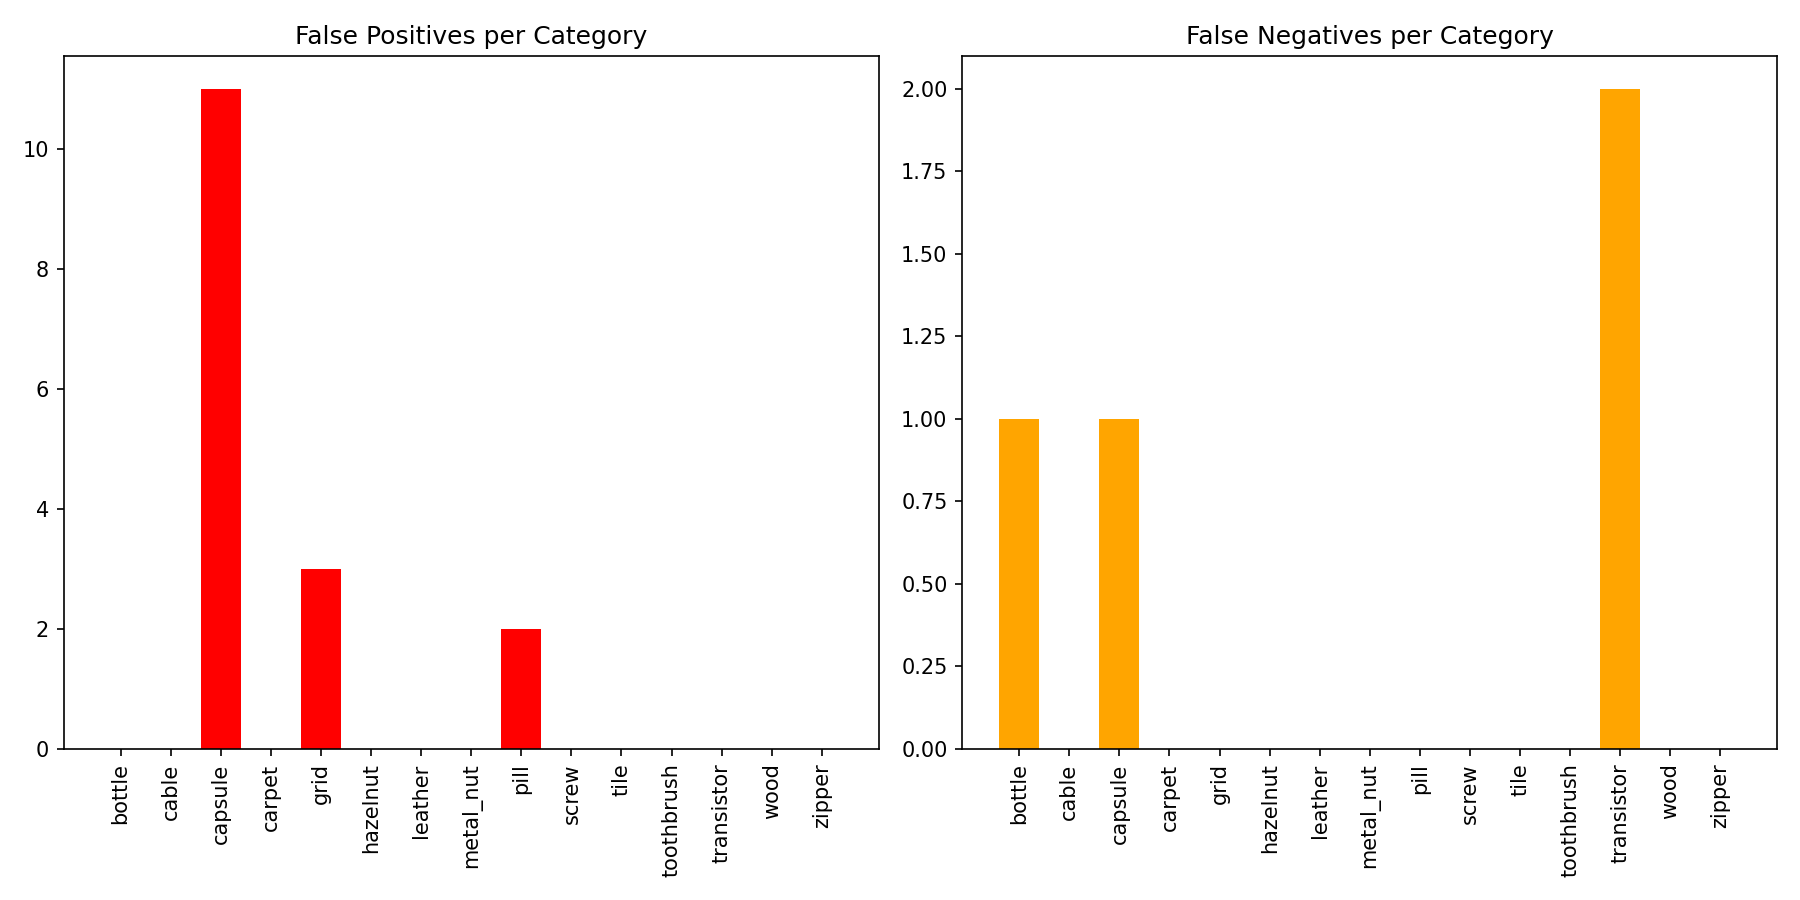 False Positives per Category
10
8
6
4
2
0
bottle
cable
capsule
carpet
grid
hazelnut
leather
metal_nut
pill
screw
tile
toothbrush
transistor
wood
zipper
False Negatives per Category
2.00
1.75
1.50
1.25
1.00
0.75
0.50
0.25
0.00
bottle
cable
capsule
carpet
grid
hazelnut
leather
metal_nut
pill
screw
tile
toothbrush
transistor
wood
zipper